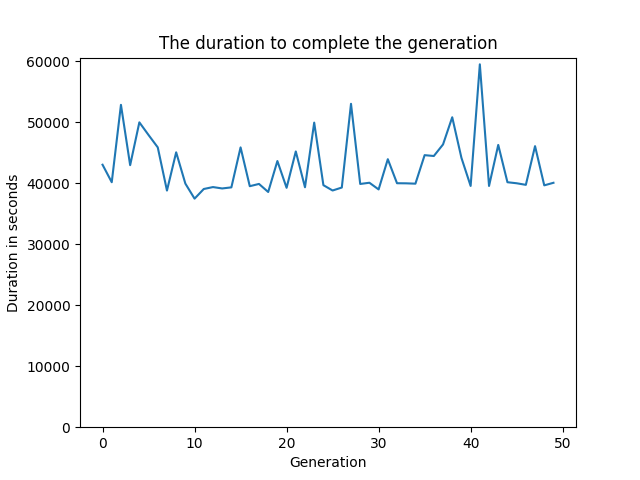 The duration to complete the generation
60000
50000
40000
30000
20000
10000
0
Duration in seconds
0 10 20 30 40 50
Generation